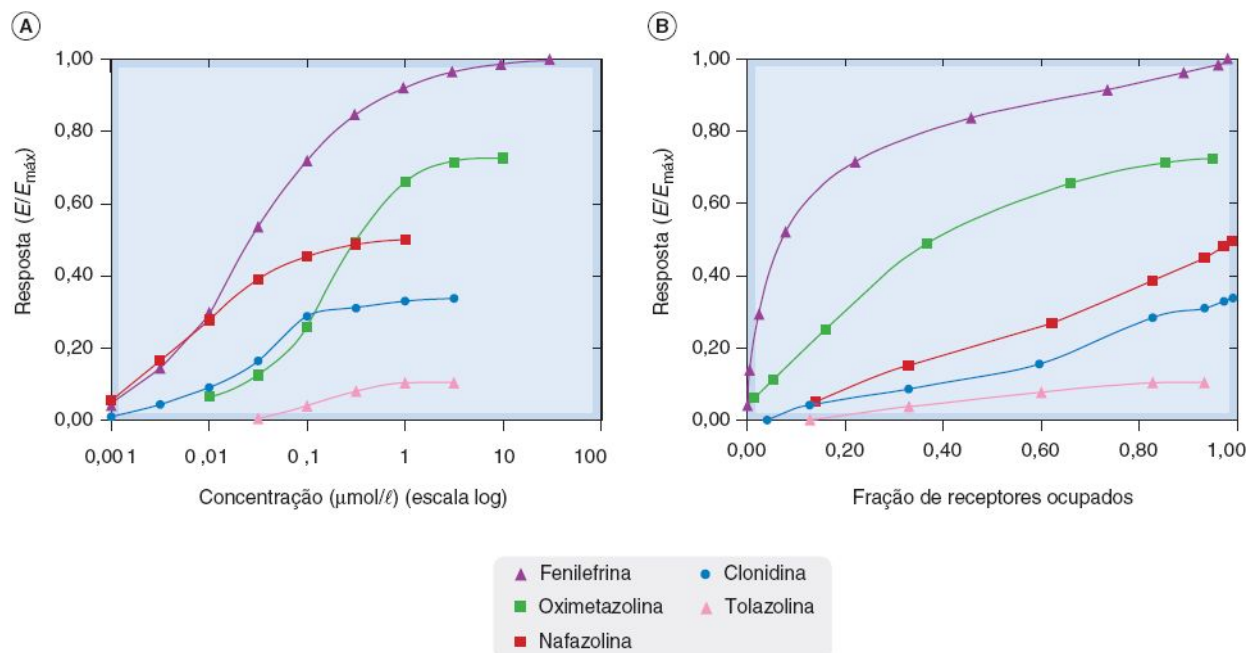 A
B
1,00
0,80
0,60
0,40
0,20
0,00
Resposta (E/Emáx)
0,001
0,01
0,1
1
10
100
Concentração (μmol/ℓ) (escala log)
1,00
0,80
0,60
0,40
0,20
0,00
Resposta (E/Emáx)
0,00
0,20
0,40
0,60
0,80
1,00
Fração de receptores ocupados
Fenilefrina
Clonidina
Oximetazolina
Tolazolina
Nafazolina